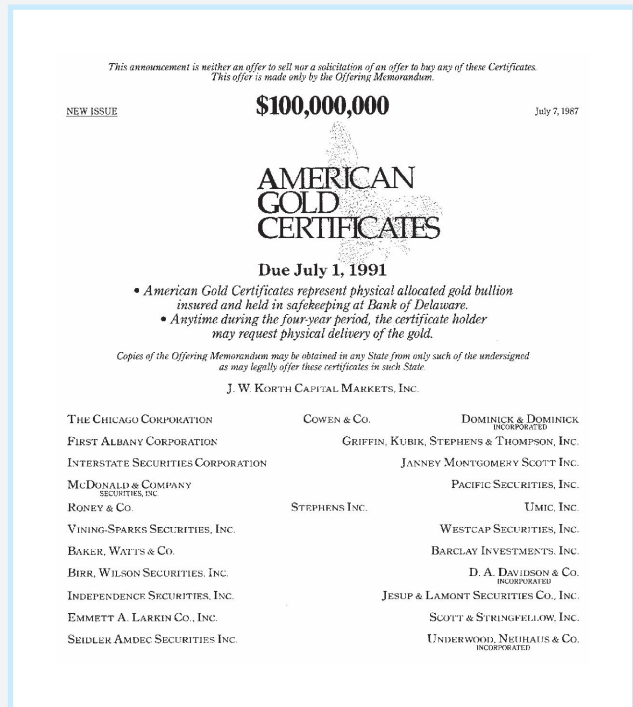 This announcement is neither an offer to sell nor a solicitation of an offer to buy any of these Certificates.
This offer is made only by the Offering Memorandum.
NEW ISSUE
$100,000,000
July 7, 1987
AMERICAN
GOLD
CERTIFICATES
Due July 1, 1991
• American Gold Certificates represent physical allocated gold bullion
insured and held in safekeeping at Bank of Delaware.
• Anytime during the four-year period, the certificate holder
may request physical delivery of the gold.
Copies of the Offering Memorandum may be obtained in any State from only such of the undersigned
as may legally offer these certificates in such State.
J. W. KORTH CAPITAL MARKETS, INC.
THE CHICAGO CORPORATION COWEN & CO. DOMINICK & DOMINICK
INCORPORATED
FIRST ALBANY CORPORATION GRIFFIN, KUBIK, STEPHENS & THOMPSON, INC.
INTERSTATE SECURITIES CORPORATION JANNEY MONTGOMERY SCOTT INC.
MCDONALD & COMPANY PACIFIC SECURITIES, INC.
SECURITIES, INC.
RONEY & CO. STEPHENS INC. UMIC, INC.
VINING-SPARKS SECURITIES, INC. WESTCAP SECURITIES, INC.
BAKER, WATTS & CO. BARCLAY INVESTMENTS, INC.
BIRR, WILSON SECURITIES, INC. D. A. DAVIDSON & CO.
INCORPORATED
INDEPENDENCE SECURITIES, INC. JESUP & LAMONT SECURITIES CO., INC.
EMMETT A. LARKIN CO., INC. SCOTT & STRINGFELLOW, INC.
SEIDLER AMDEC SECURITIES INC. UNDERWOOD, NEUHAUS & CO.
INCORPORATED